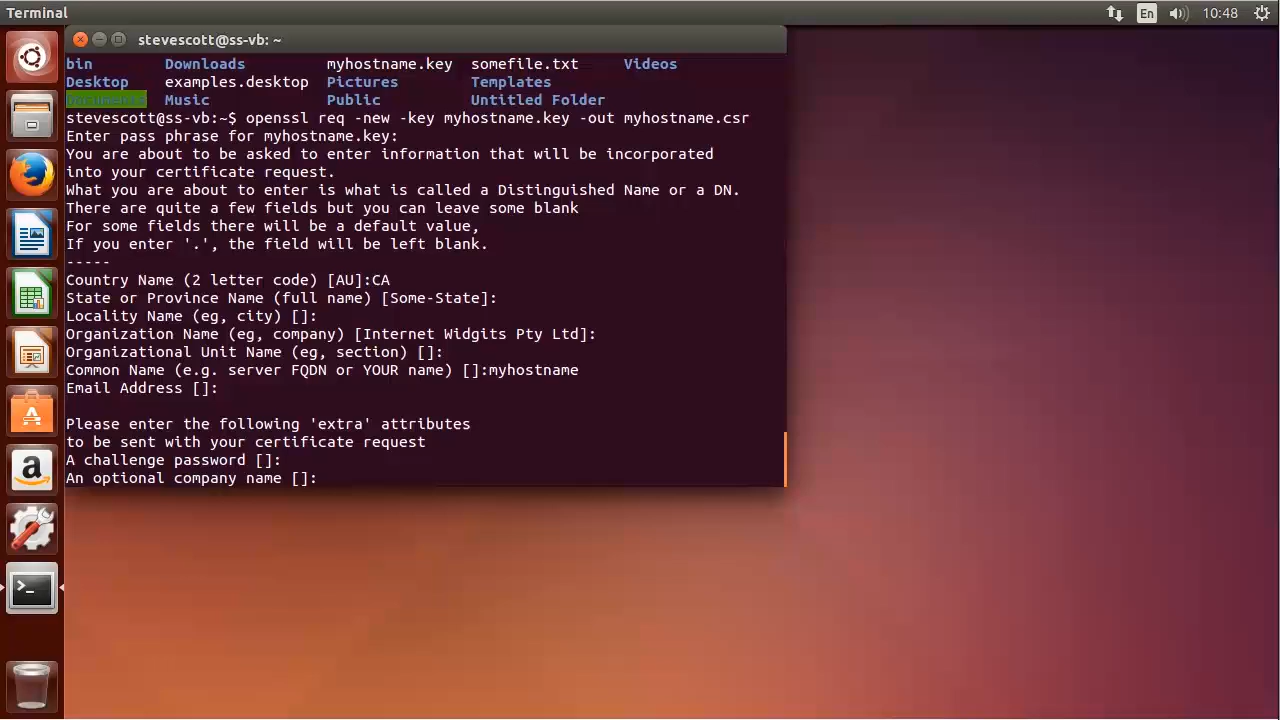 Terminal
En
10:48
stevescott@ss-vb: ~
bin Downloads myhostname.key somefile.txt Videos
Desktop examples.desktop Pictures Templates
Documents Music Public Untitled Folder
stevescott@ss-vb:~$ openssl req -new -key myhostname.key -out myhostname.csr
Enter pass phrase for myhostname.key:
You are about to be asked to enter information that will be incorporated
into your certificate request.
What you are about to enter is what is called a Distinguished Name or a DN.
There are quite a few fields but you can leave some blank
For some fields there will be a default value,
If you enter '.', the field will be left blank.
-----
Country Name (2 letter code) [AU]:CA
State or Province Name (full name) [Some-State]:
Locality Name (eg, city) []:
Organization Name (eg, company) [Internet Widgits Pty Ltd]:
Organizational Unit Name (eg, section) []:
Common Name (e.g. server FQDN or YOUR name) []:myhostname
Email Address []:
Please enter the following 'extra' attributes
to be sent with your certificate request
A challenge password []:
An optional company name []: